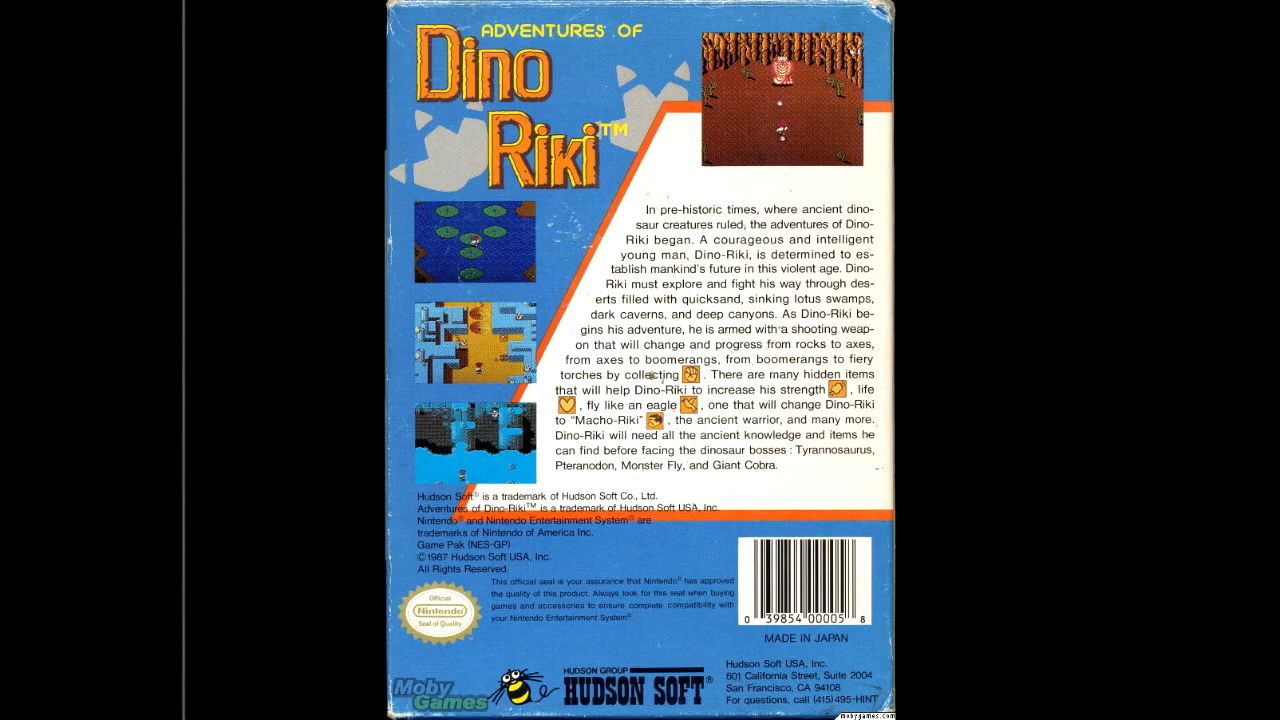 ADVENTURES OF
Dino
Riki™
In pre-historic times, where ancient dino-
saur creatures ruled, the adventures of Dino-
Riki began. A courageous and intelligent
young man, Dino-Riki, is determined to es-
tablish mankind's future in this violent age. Dino-
Riki must explore and fight his way through des-
erts filled with quicksand, sinking lotus swamps,
dark caverns, and deep canyons. As Dino-Riki be-
gins his adventure, he is armed with a shooting weap-
on that will change and progress from rocks to axes,
from axes to boomerangs, from boomerangs to fiery
torches by collecting . There are many hidden items
that will help Dino-Riki to increase his strength , life
, fly like an eagle , one that will change Dino-Riki
to "Macho-Riki" , the ancient warrior, and many more.
Dino-Riki will need all the ancient knowledge and items he
can find before facing the dinosaur bosses : Tyrannosaurus,
Pteranodon, Monster Fly, and Giant Cobra.
Hudson Soft® is a trademark of Hudson Soft Co., Ltd.
Adventures of Dino-Riki™ is a trademark of Hudson Soft USA, Inc.
Nintendo® and Nintendo Entertainment System® are
trademarks of Nintendo of America Inc.
Game Pak (NES-GP)
©1987 Hudson Soft USA, Inc.
All Rights Reserved.
This official seal is your assurance that Nintendo® has approved
the quality of this product. Always look for this seal when buying
games and accessories to ensure complete compatibility with
your Nintendo Entertainment System®.
Official
Nintendo®
Seal of Quality
0 39854 00005 8
MADE IN JAPAN
HUDSON GROUP
HUDSON SOFT®
Hudson Soft USA, Inc.
601 California Street, Suite 2004
San Francisco, CA 94108
For questions, call (415)495-HINT
Moby
Games
mobygames.com